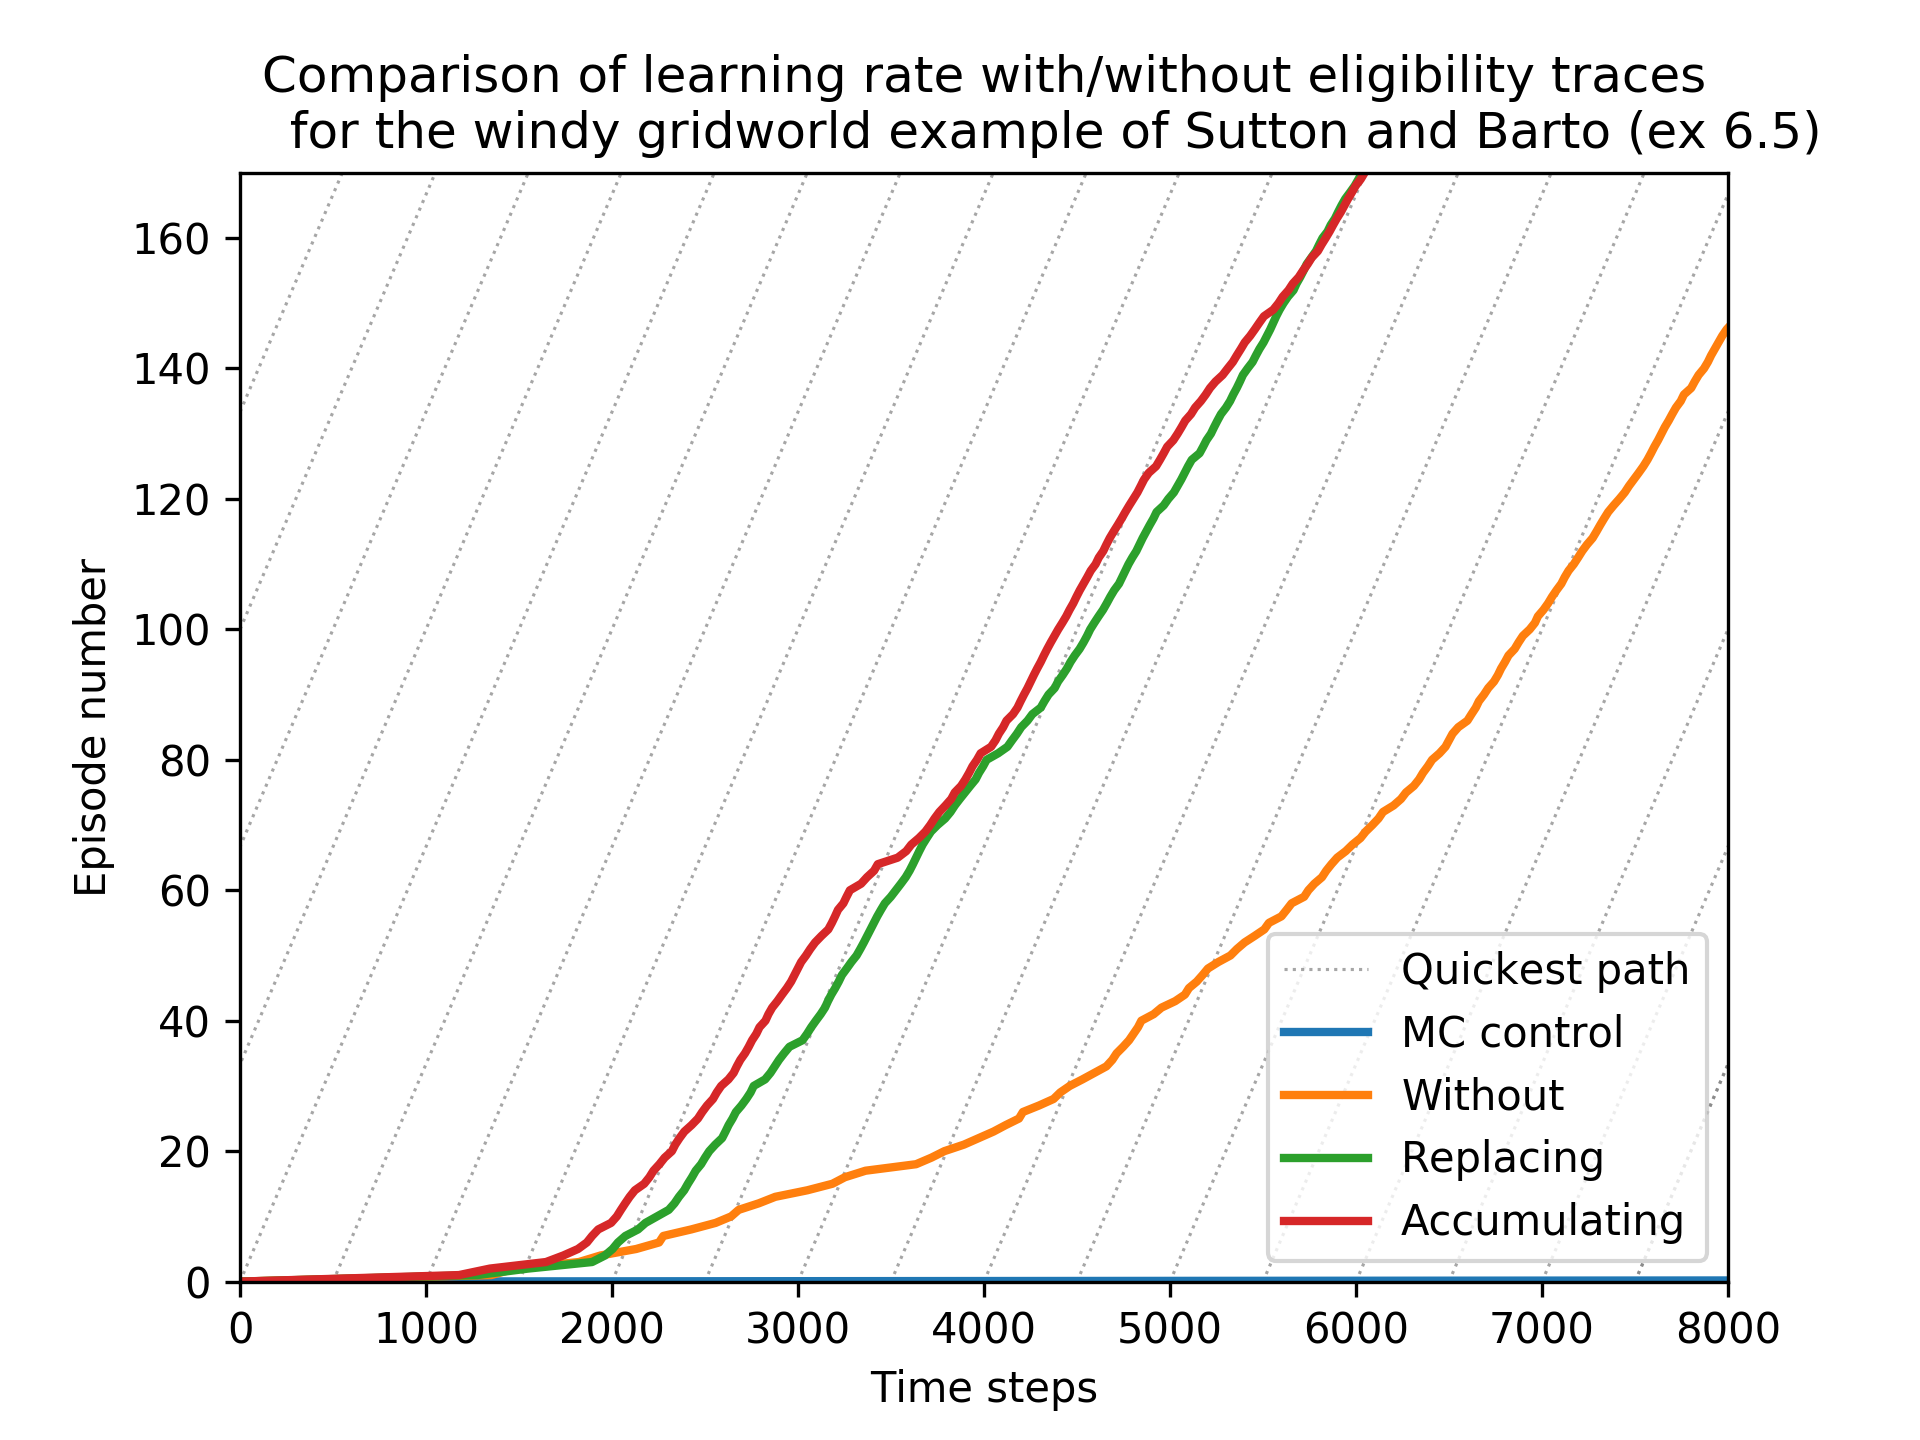 Comparison of learning rate with/without eligibility traces
for the windy gridworld example of Sutton and Barto (ex 6.5)
160
140
120
100
80
60
40
20
0
Episode number
Quickest path
MC control
Without
Replacing
Accumulating
0 1000 2000 3000 4000 5000 6000 7000 8000
Time steps